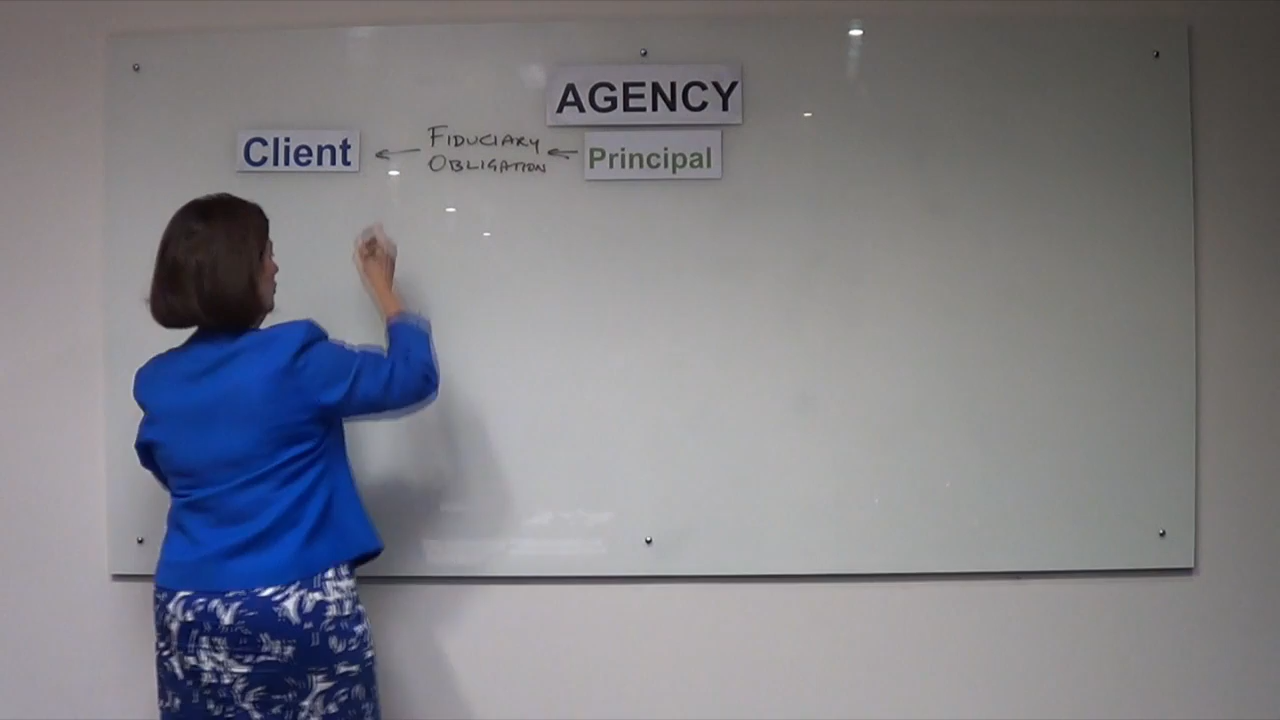 AGENCY
Client
FIDUCIARY
OBLIGATION
Principal